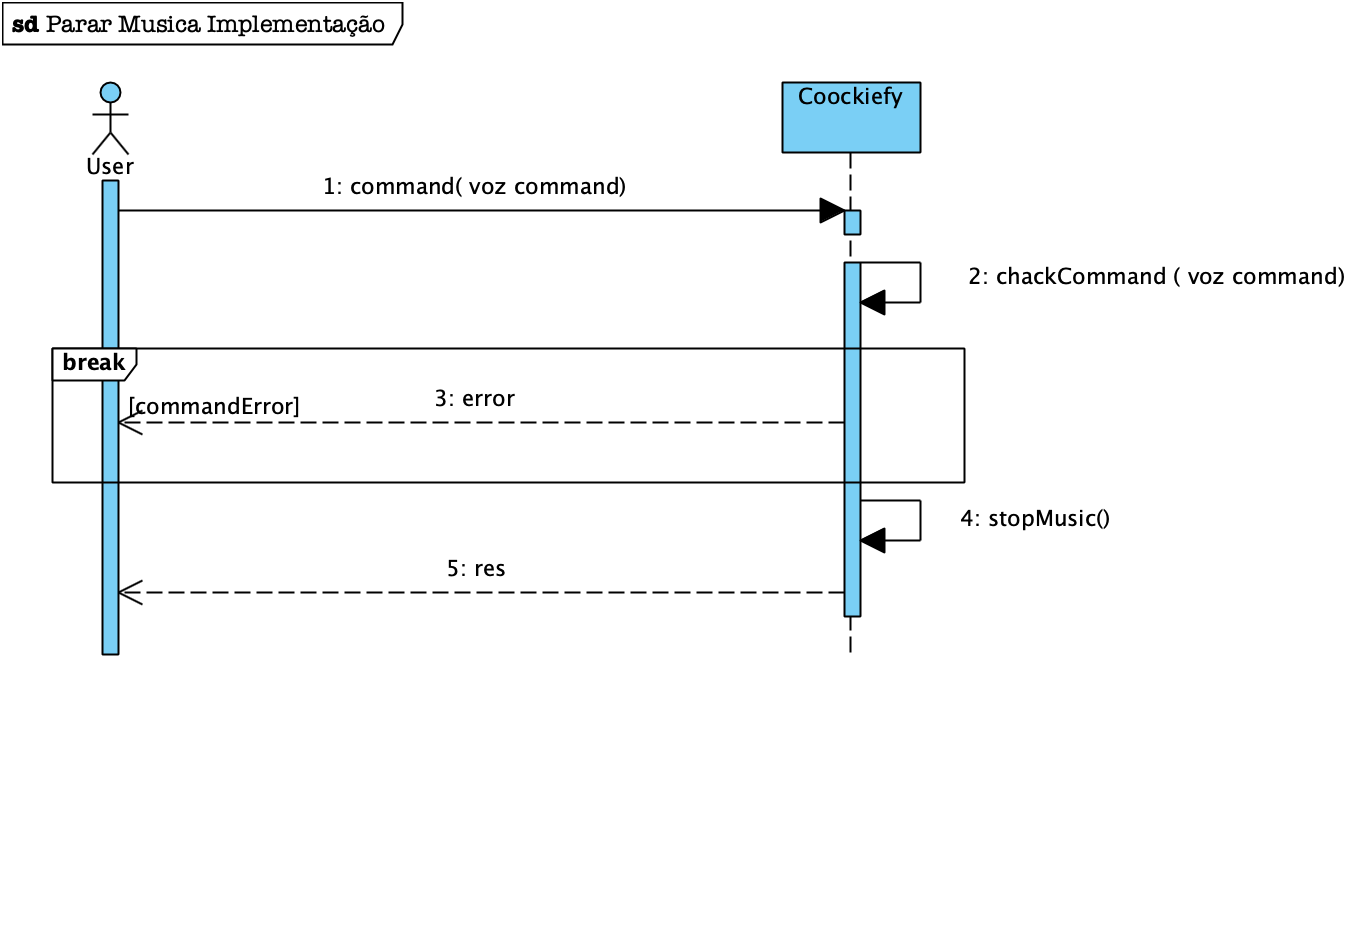 sd Parar Musica Implementação
Coockiefy
User
1: command( voz command)
2: chackCommand ( voz command)
break
3: error
[commandError]
4: stopMusic()
5: res